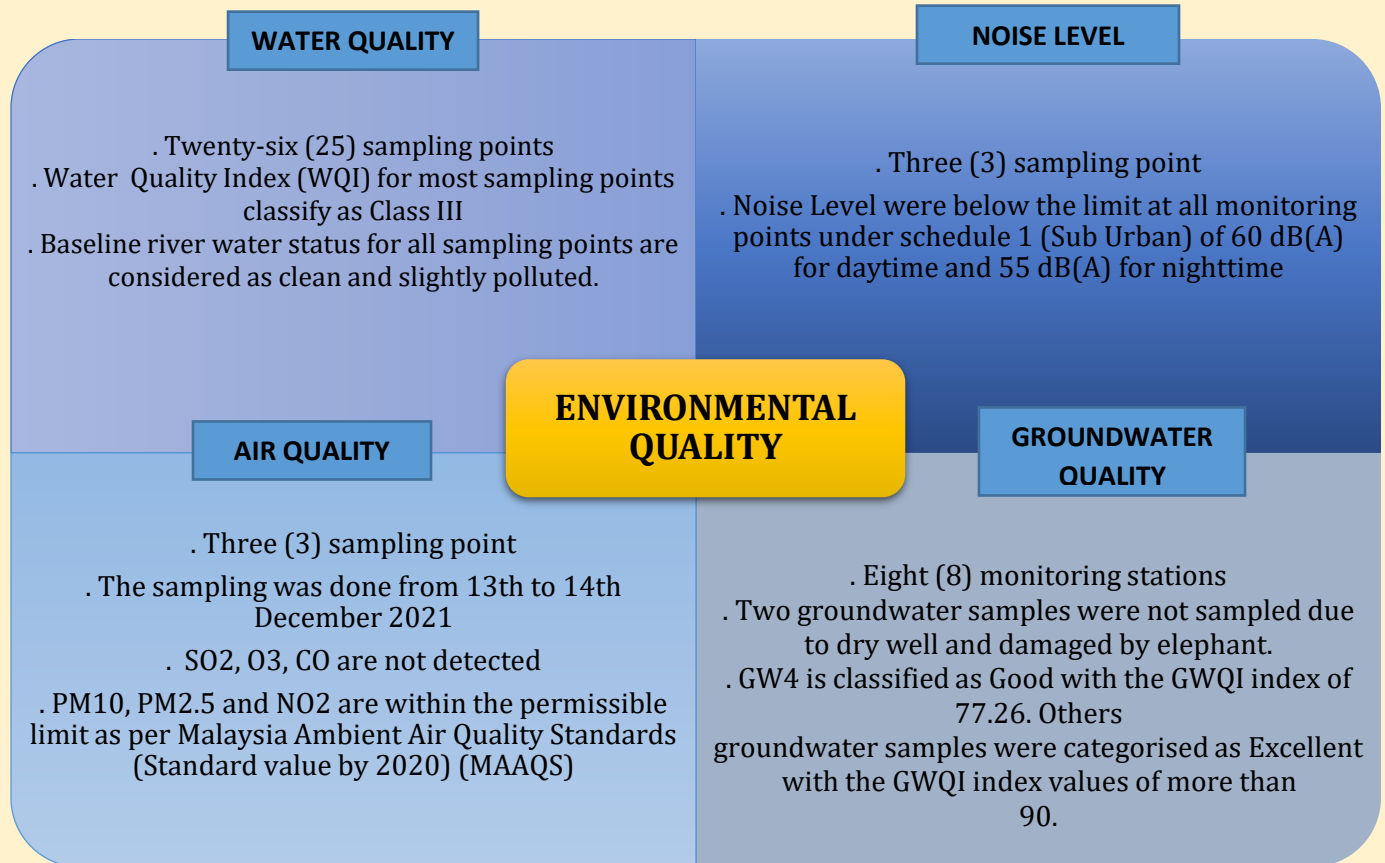 WATER QUALITY
. Twenty-six (25) sampling points
. Water  Quality Index (WQI) for most sampling points
classify as Class III
. Baseline river water status for all sampling points are
considered as clean and slightly polluted.
NOISE LEVEL
. Three (3) sampling point
. Noise Level were below the limit at all monitoring
points under schedule 1 (Sub Urban) of 60 dB(A)
for daytime and 55 dB(A) for nighttime
ENVIRONMENTAL
QUALITY
AIR QUALITY
. Three (3) sampling point
. The sampling was done from 13th to 14th
December 2021
.  SO2, O3, CO are not detected
. PM10, PM2.5 and NO2 are within the permissible
limit as per Malaysia Ambient Air Quality Standards
(Standard value by 2020) (MAAQS)
GROUNDWATER
QUALITY
. Eight (8) monitoring stations
. Two groundwater samples were not sampled due
to dry well and damaged by elephant.
. GW4 is classified as Good with the GWQI index of
77.26. Others
groundwater samples were categorised as Excellent
with the GWQI index values of more than
90.